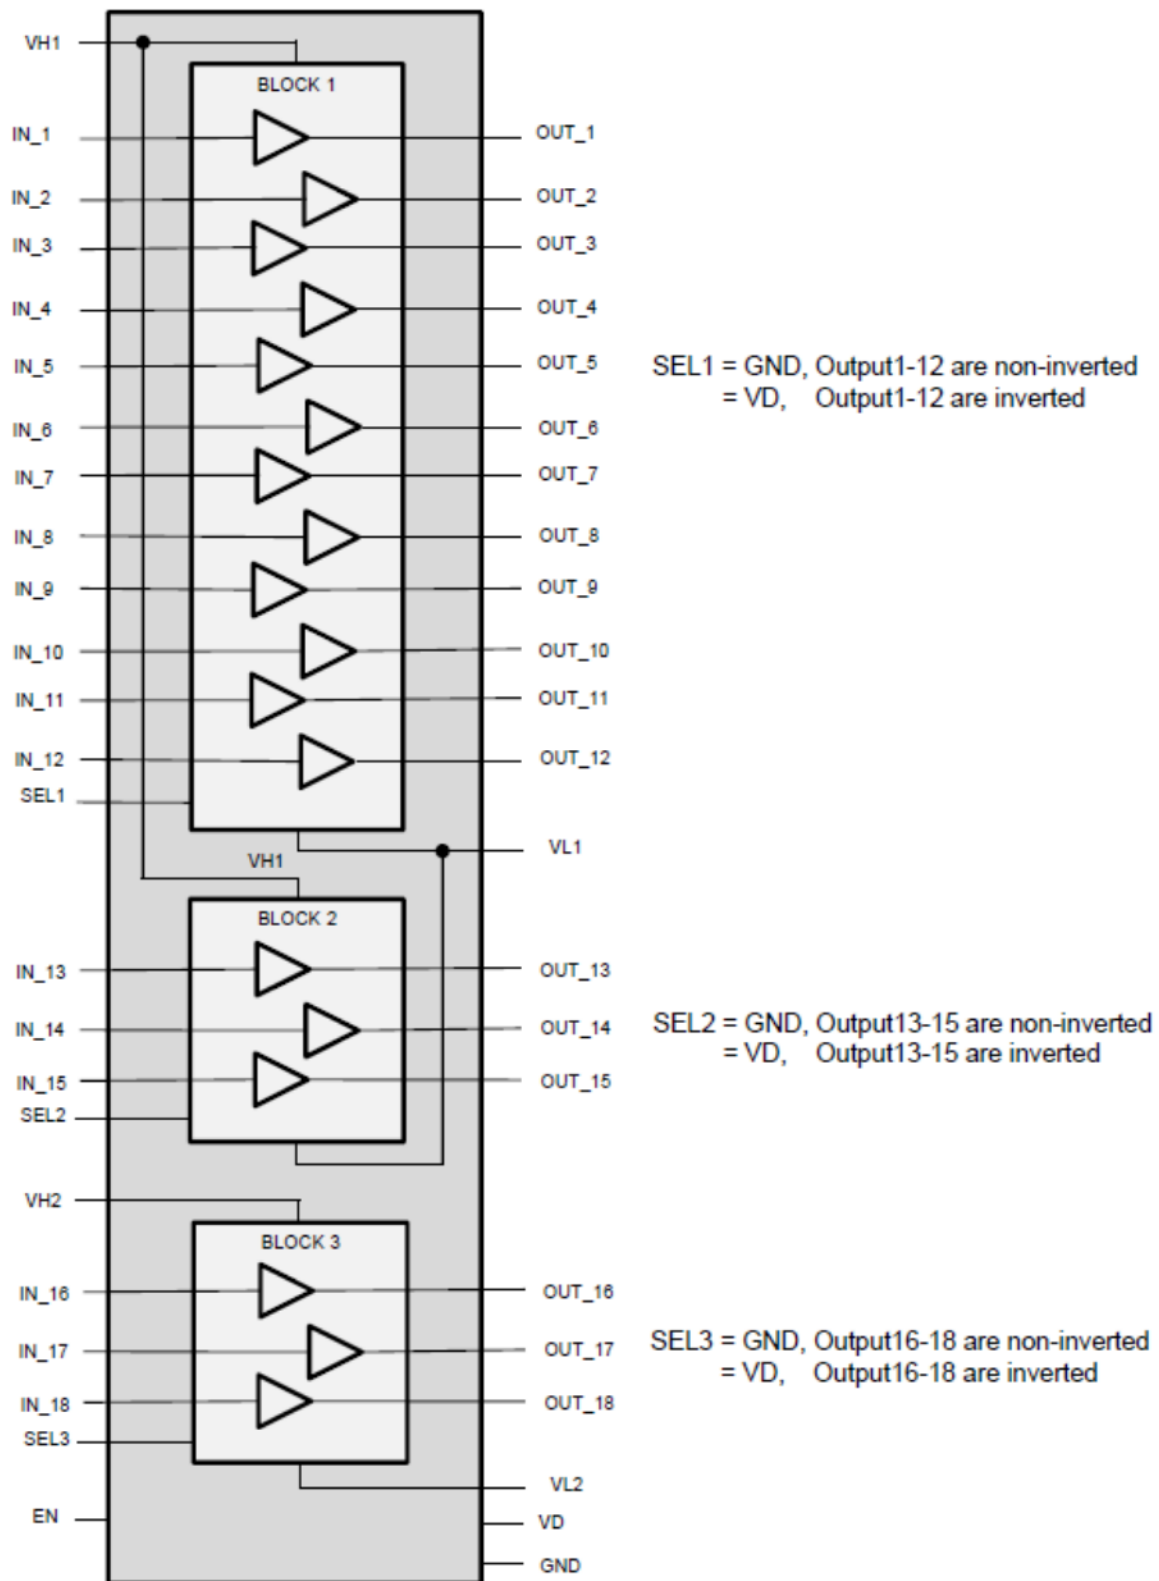 VH1
BLOCK 1
IN_1 OUT_1
IN_2 OUT_2
IN_3 OUT_3
IN_4 OUT_4
IN_5 OUT_5
SEL1 = GND, Output1-12 are non-inverted
= VD, Output1-12 are inverted
IN_6 OUT_6
IN_7 OUT_7
IN_8 OUT_8
IN_9 OUT_9
IN_10 OUT_10
IN_11 OUT_11
IN_12 OUT_12
SEL1
VL1
VH1
BLOCK 2
IN_13 OUT_13
IN_14 OUT_14
SEL2 = GND, Output13-15 are non-inverted
= VD, Output13-15 are inverted
IN_15 OUT_15
SEL2
VH2
BLOCK 3
IN_16 OUT_16
IN_17 OUT_17
SEL3 = GND, Output16-18 are non-inverted
= VD, Output16-18 are inverted
IN_18 OUT_18
SEL3
VL2
EN
VD
GND